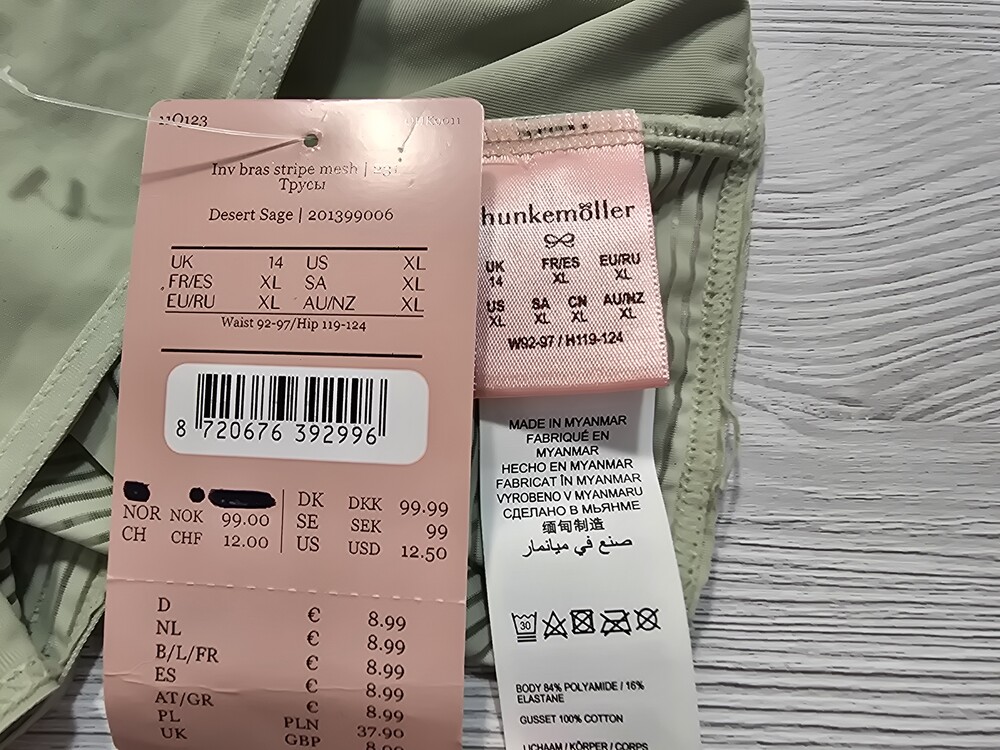 11Q123
Inv bras stripe mesh | 231
Трусы
Desert Sage | 201399006
UK 14 US XL
FR/ES XL SA XL
EU/RU XL AU/NZ XL
Waist 92-97/Hip 119-124
8 720676 392996
DK DKK 99.99
NOR NOK 99.00 SE SEK 99
CH CHF 12.00 US USD 12.50
D € 8.99
NL € 8.99
B/L/FR € 8.99
ES € 8.99
AT/GR € 8.99
PL PLN 37.90
UK GBP
hunkemöller
UK FR/ES EU/RU
14 XL XL
US SA CN AU/NZ
XL XL XL XL
W92-97 / H119-124
MADE IN MYANMAR
FABRIQUÉ EN
MYANMAR
HECHO EN MYANMAR
FABRICAT ÎN MYANMAR
VYROBENO V MYANMARU
СДЕЛАНО В МЬЯНМЕ
缅甸制造
صنع في ميانمار
30
BODY 84% POLYAMIDE / 16%
ELASTANE
GUSSET 100% COTTON
LICHAAM / KÖRPER / CORPS